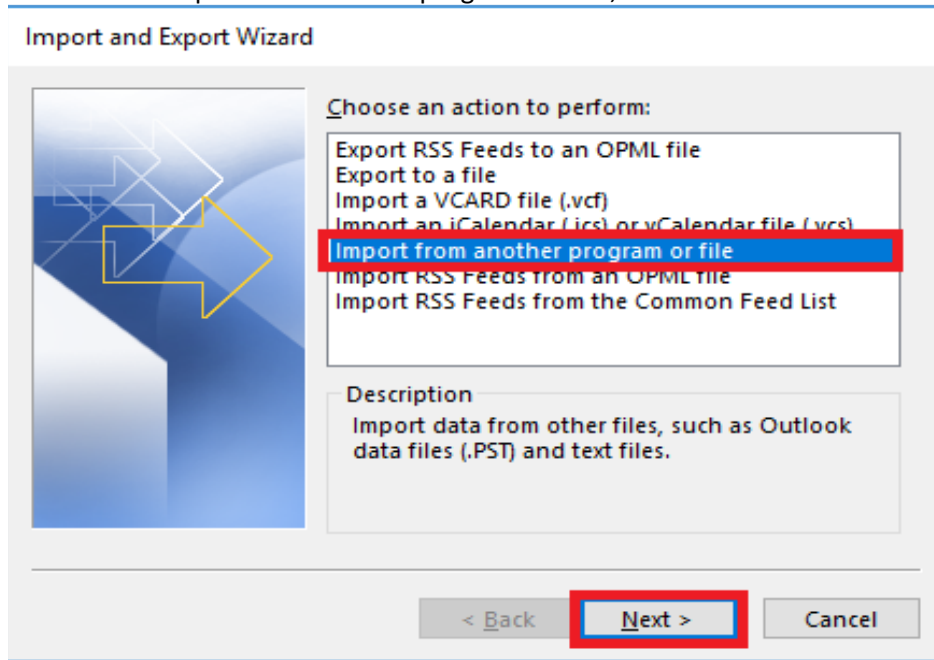 Import and Export Wizard
Choose an action to perform:
Export RSS Feeds to an OPML file
Export to a file
Import a VCARD file (.vcf)
Import an iCalendar (.ics) or vCalendar file (.vcs)
Import from another program or file
Import RSS Feeds from an OPML file
Import RSS Feeds from the Common Feed List
Description
Import data from other files, such as Outlook
data files (.PST) and text files.
< Back
Next >
Cancel